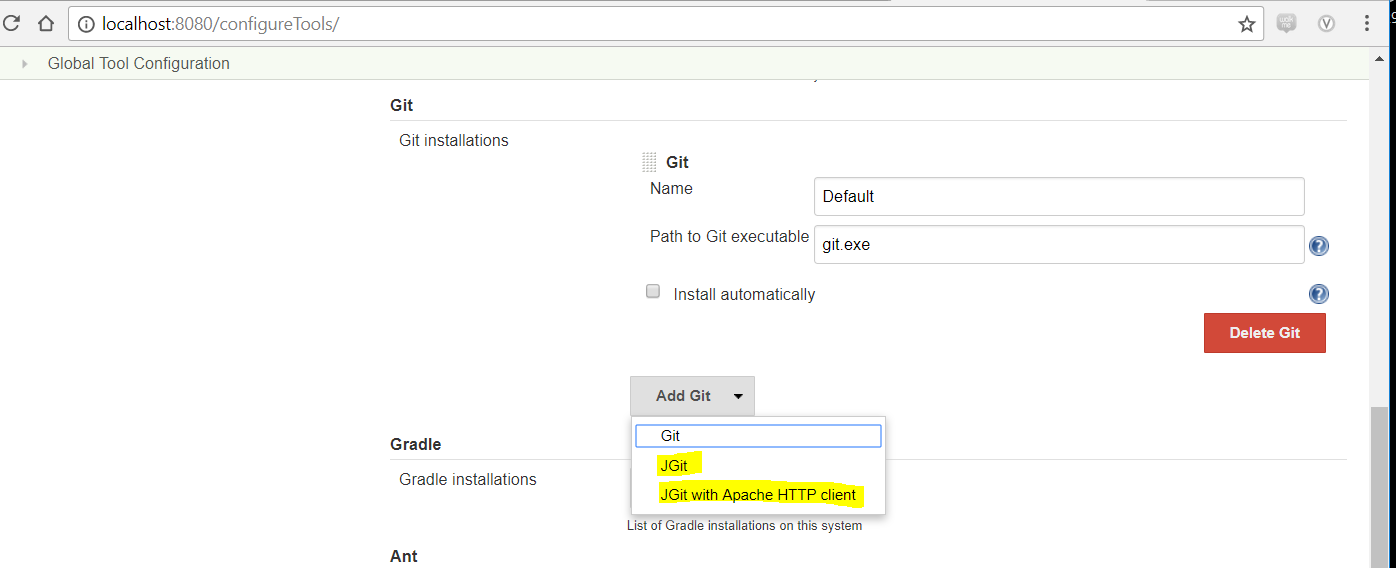 localhost:8080/configureTools/
Global Tool Configuration
Git
Git installations
Git
Name
Default
Path to Git executable
git.exe
Install automatically
Delete Git
Add Git
Git
JGit
JGit with Apache HTTP client
Gradle
Gradle installations
List of Gradle installations on this system
Ant